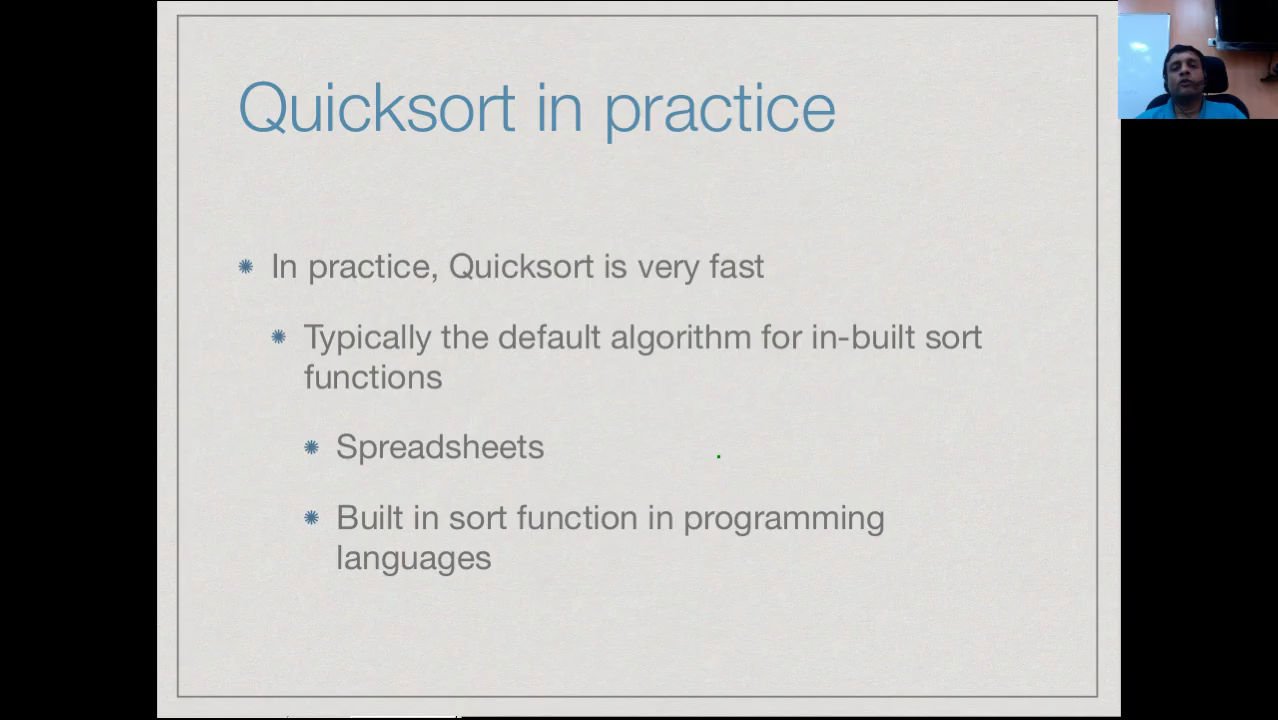 Quicksort in practice
In practice, Quicksort is very fast
Typically the default algorithm for in-built sort
functions
Spreadsheets
Built in sort function in programming
languages